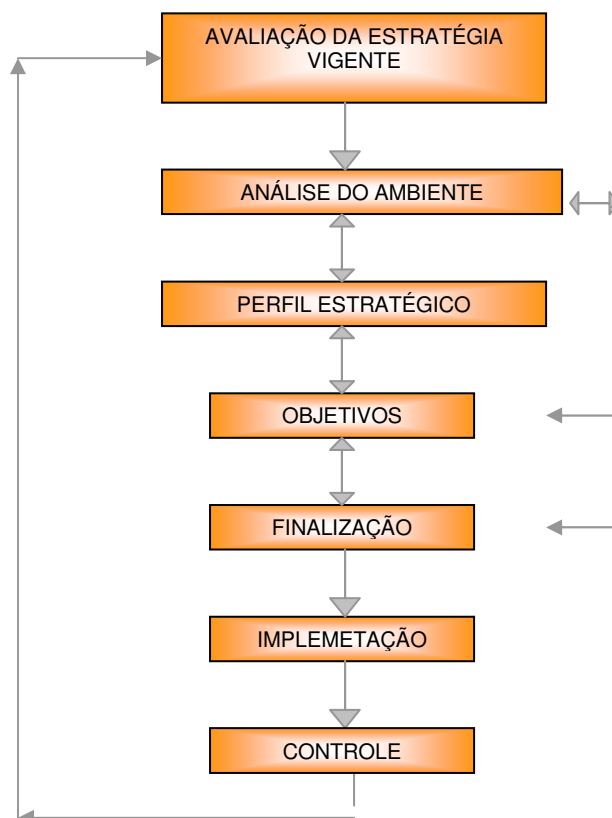 AVALIAÇÃO DA ESTRATÉGIA
VIGENTE
ANÁLISE DO AMBIENTE
PERFIL ESTRATÉGICO
OBJETIVOS
FINALIZAÇÃO
IMPLEMETAÇÃO
CONTROLE